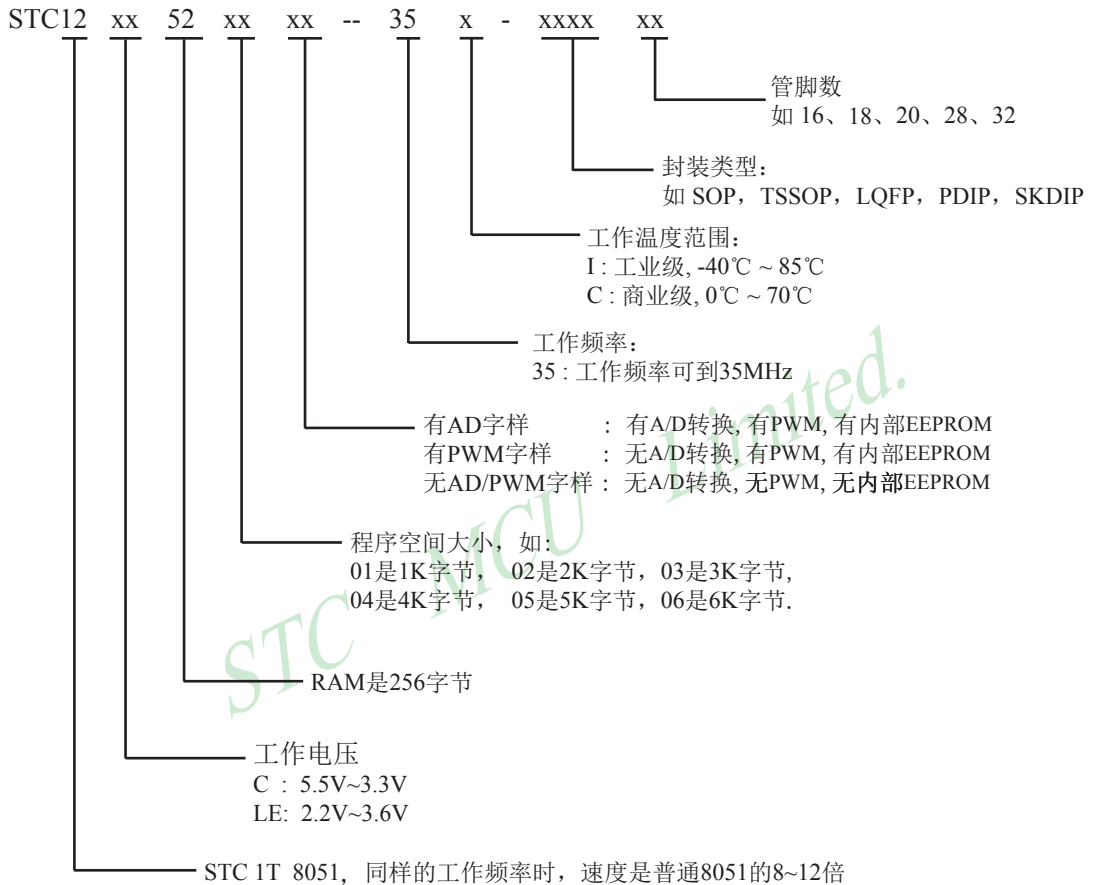 STC12 xx 52 xx xx -- 35 x - xxxx xx
管脚数
如 16、18、20、28、32
封装类型：
如 SOP，TSSOP，LQFP，PDIP，SKDIP
工作温度范围：
I : 工业级, -40℃ ~ 85℃
C : 商业级, 0℃ ~ 70℃
工作频率：
35 : 工作频率可到35MHz
有AD字样 : 有A/D转换, 有PWM, 有内部EEPROM
有PWM字样 : 无A/D转换, 有PWM, 有内部EEPROM
无AD/PWM字样 : 无A/D转换, 无PWM, 无内部EEPROM
程序空间大小，如:
01是1K字节， 02是2K字节，03是3K字节,
04是4K字节， 05是5K字节，06是6K字节.
RAM是256字节
工作电压
C : 5.5V~3.3V
LE: 2.2V~3.6V
STC 1T 8051，同样的工作频率时，速度是普通8051的8~12倍
STC MCU Limited.